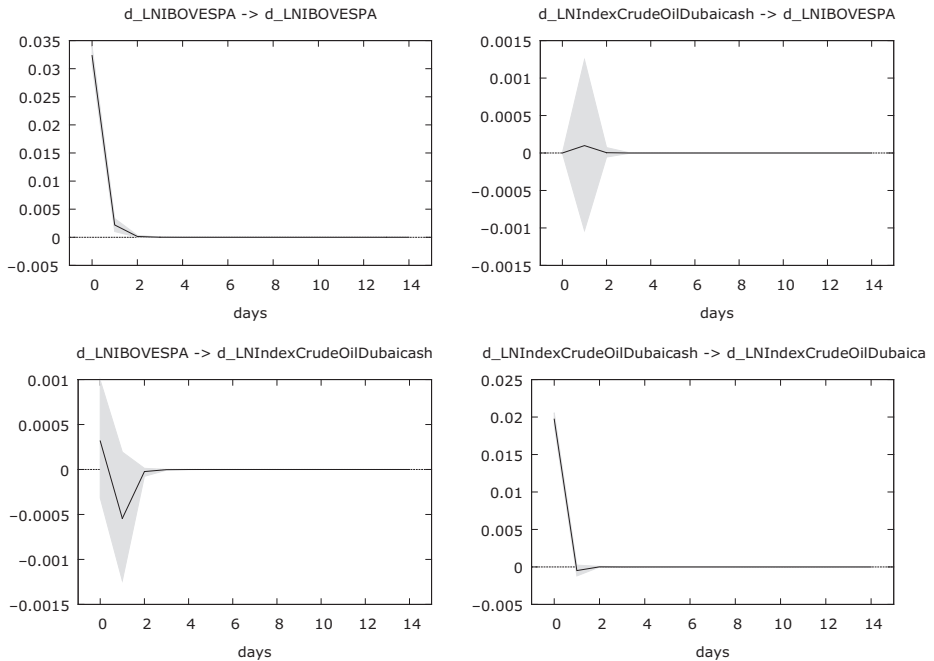 d_LNIBOVESPA -> d_LNIBOVESPA
0.035
0.03
0.025
0.02
0.015
0.01
0.005
0
−0.005
0 2 4 6 8 10 12 14
days
d_LNIndexCrudeOilDubaicash -> d_LNIBOVESPA
0.0015
0.001
0.0005
0
−0.0005
−0.001
−0.0015
0 2 4 6 8 10 12 14
days
d_LNIBOVESPA -> d_LNIndexCrudeOilDubaicash
0.001
0.0005
0
−0.0005
−0.001
−0.0015
0 2 4 6 8 10 12 14
days
d_LNIndexCrudeOilDubaicash -> d_LNIndexCrudeOilDubaica
0.025
0.02
0.015
0.01
0.005
0
−0.005
0 2 4 6 8 10 12 14
days